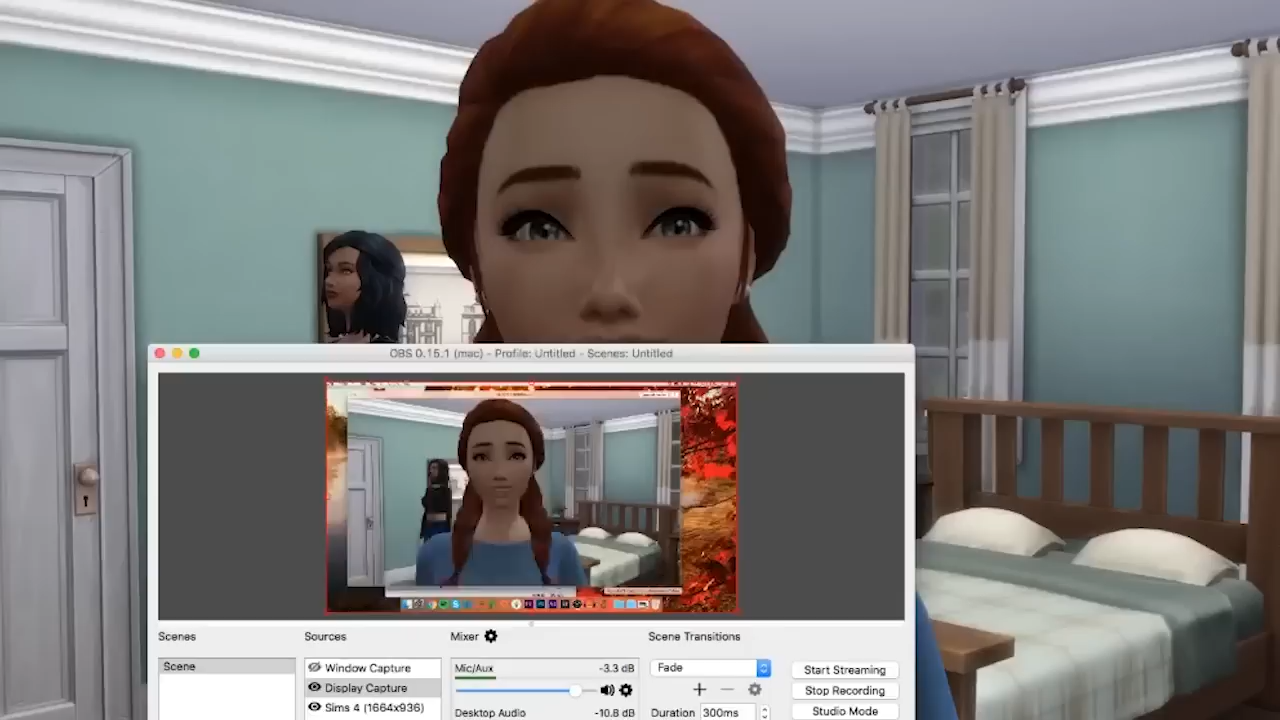 OBS 0.15.1 (mac) - Profile: Untitled - Scenes: Untitled
Scenes
Sources
Mixer
Scene Transitions
Scene
Window Capture
Mic/Aux
-3.3 dB
Fade
Start Streaming
Display Capture
Stop Recording
Sims 4 (1664x936)
Desktop Audio
-10.8 dB
Duration
300ms
Studio Mode